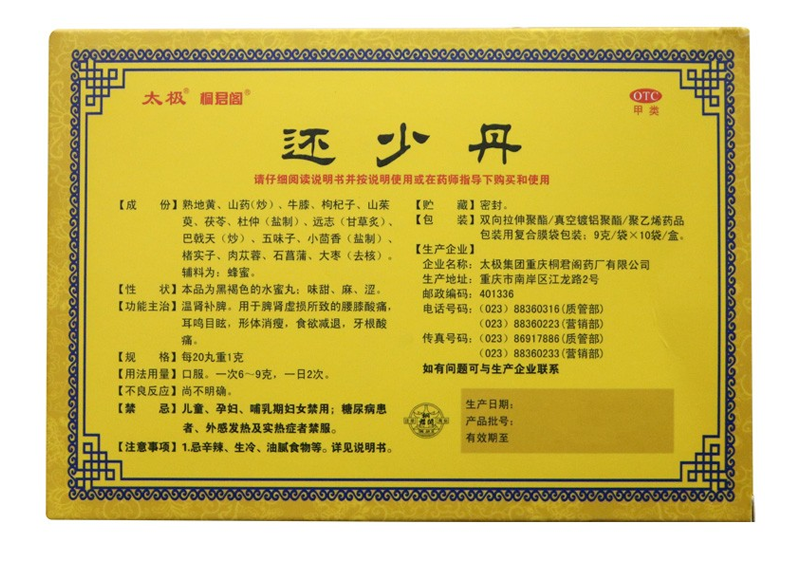 太极® 桐君阁®
OTC
甲类
还少丹
请仔细阅读说明书并按说明使用或在药师指导下购买和使用
【成　份】熟地黄、山药(炒)、牛膝、枸杞子、山茱
萸、茯苓、杜仲(盐制)、远志(甘草炙)、
巴戟天(炒)、五味子、小茴香(盐制)、
楮实子、肉苁蓉、石菖蒲、大枣(去核)。
辅料为：蜂蜜。
【性　状】本品为黑褐色的水蜜丸；味甜、麻、涩。
【功能主治】温肾补脾。用于脾肾虚损所致的腰膝酸痛，
耳鸣目眩，形体消瘦，食欲减退，牙根酸
痛。
【规　格】每20丸重1克
【用法用量】口服。一次6～9克，一日2次。
【不良反应】尚不明确。
【禁　忌】儿童、孕妇、哺乳期妇女禁用；糖尿病患
者、外感发热及实热症者禁服。
【注意事项】1.忌辛辣、生冷、油腻食物等。详见说明书。
【贮　藏】密封。
【包　装】双向拉伸聚酯/真空镀铝聚酯/聚乙烯药品
包装用复合膜袋包装；9克/袋×10袋/盒。
【生产企业】
企业名称：太极集团重庆桐君阁药厂有限公司
生产地址：重庆市南岸区江龙路2号
邮政编码：401336
电话号码：（023）88360316(质管部)
（023）88360223(营销部)
传真号码：（023）86917886(质管部)
（023）88360233(营销部)
如有问题可与生产企业联系
生产日期：
产品批号：
有效期至